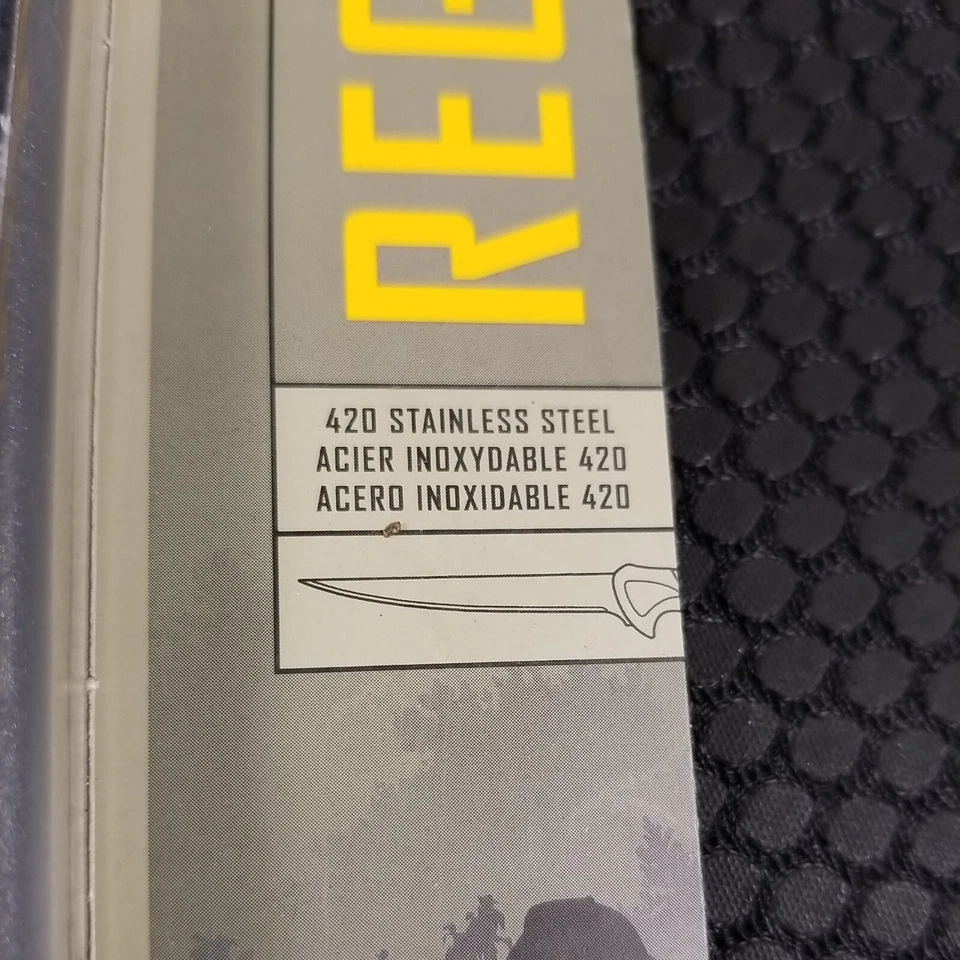 420 STAINLESS STEEL
ACIER INOXYDABLE 420
ACERO INOXIDABLE 420